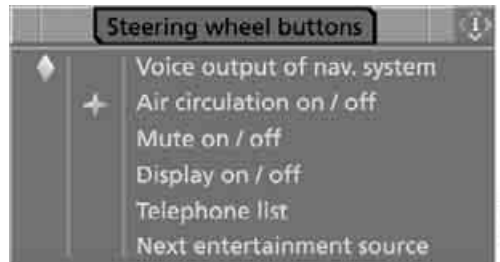 Steering wheel buttons
Voice output of nav. system
Air circulation on / off
Mute on / off
Display on / off
Telephone list
Next entertainment source